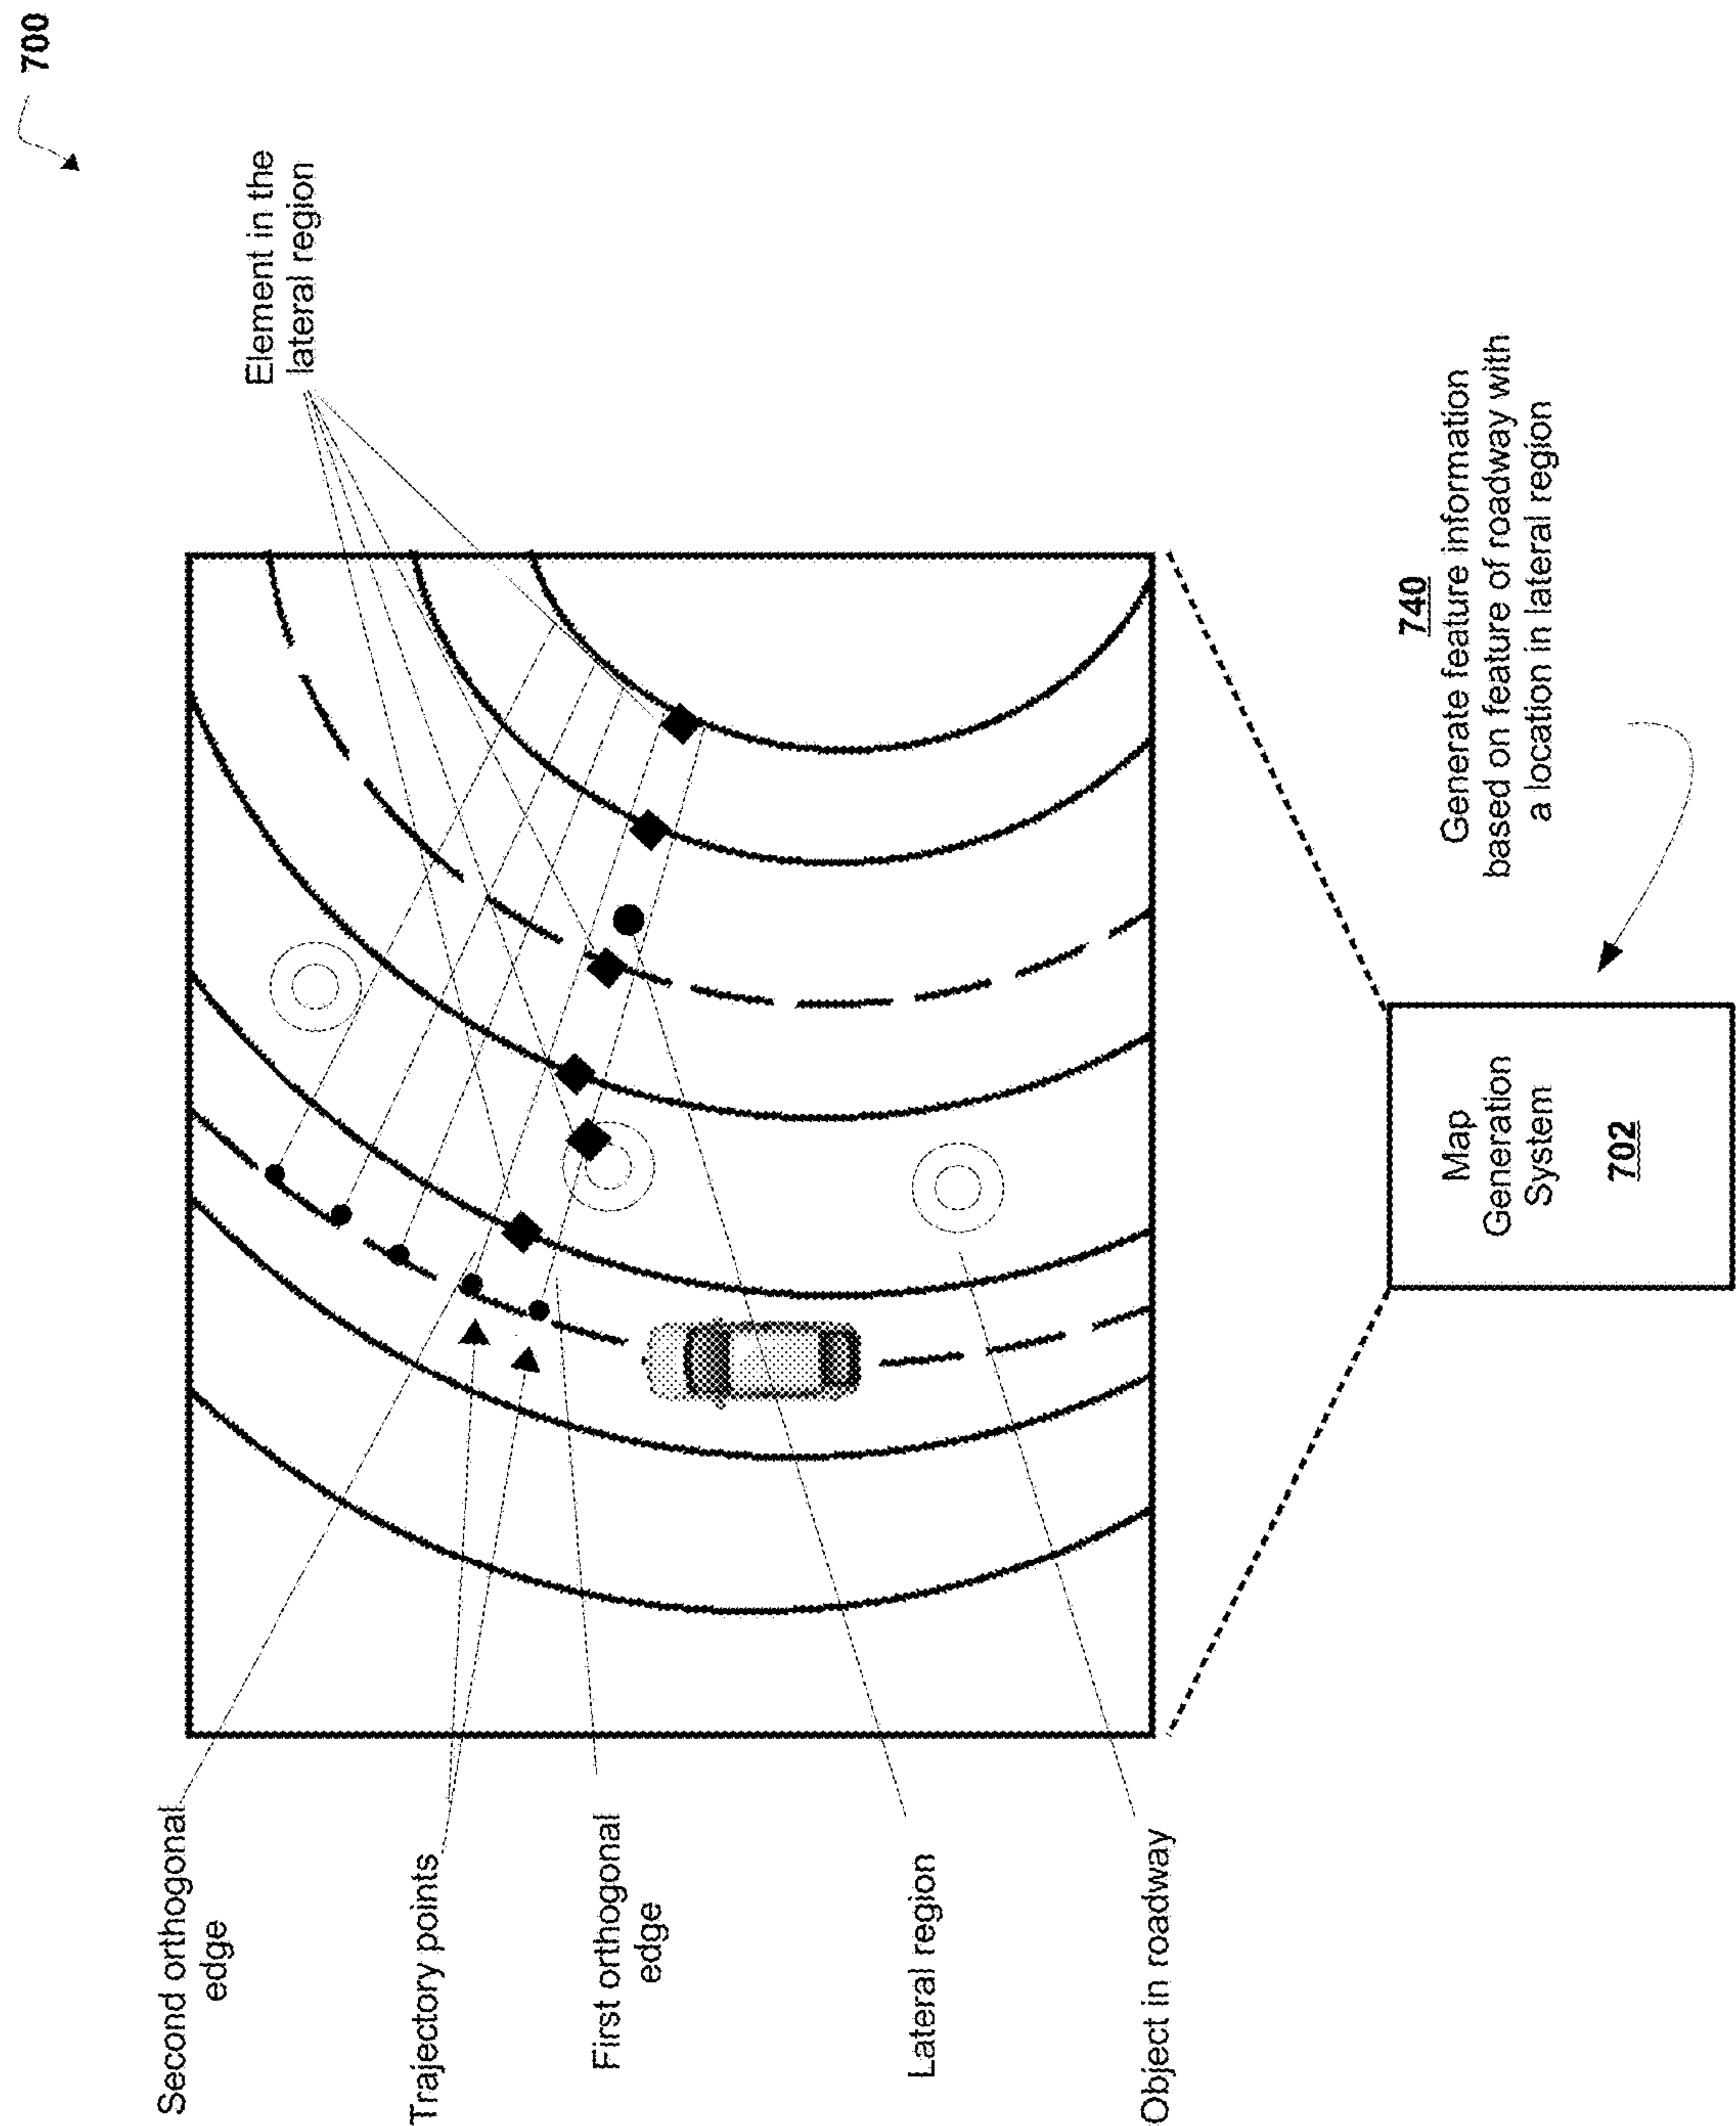 700
Element in the
lateral region
Second orthogonal
edge
Trajectory points
First orthogonal
edge
Lateral region
Object in roadway
740
Generate feature information
based on feature of roadway with
a location in lateral region
Map
Generation
System
702